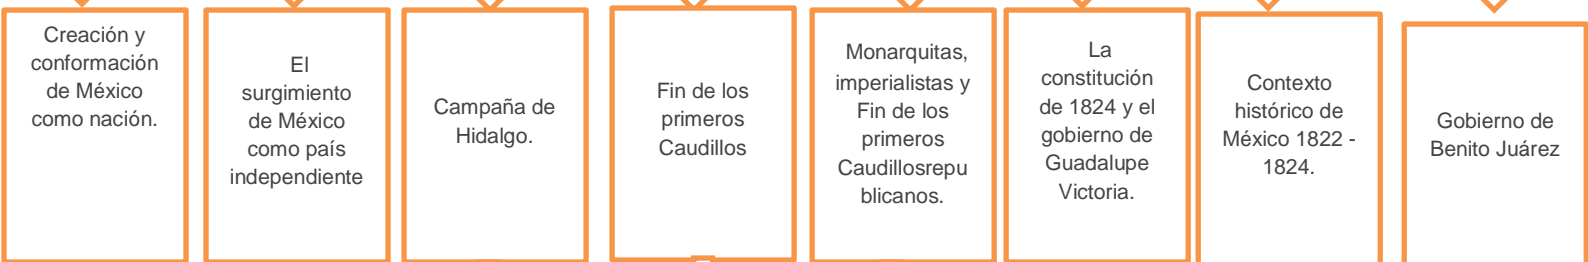 Creación y
conformación
de México
como nación.
El
surgimiento
de México
como país
independiente
Campaña de
Hidalgo.
Fin de los
primeros
Caudillos
Monarquitas,
imperialistas y
Fin de los
primeros
Caudillosrepu
blicanos.
La
constitución
de 1824 y el
gobierno de
Guadalupe
Victoria.
Contexto
histórico de
México 1822 -
1824.
Gobierno de
Benito Juárez